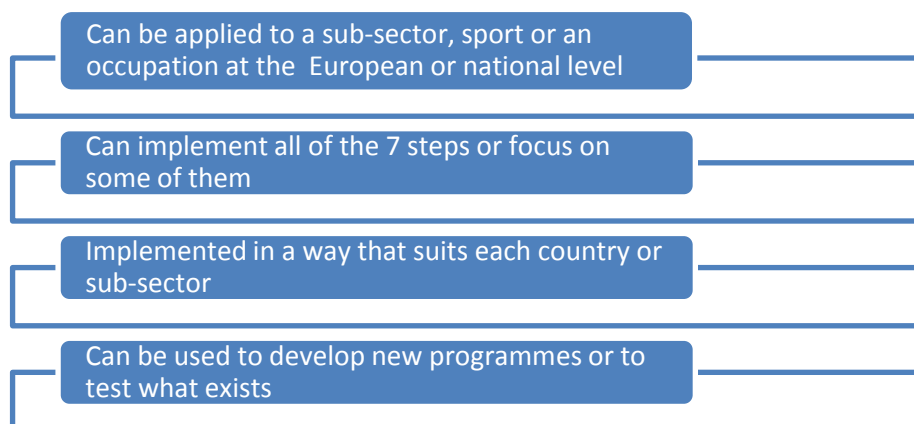 Can be applied to a sub-sector, sport or an
occupation at the European or national level
Can implement all of the 7 steps or focus on
some of them
Implemented in a way that suits each country or
sub-sector
Can be used to develop new programmes or to
test what exists